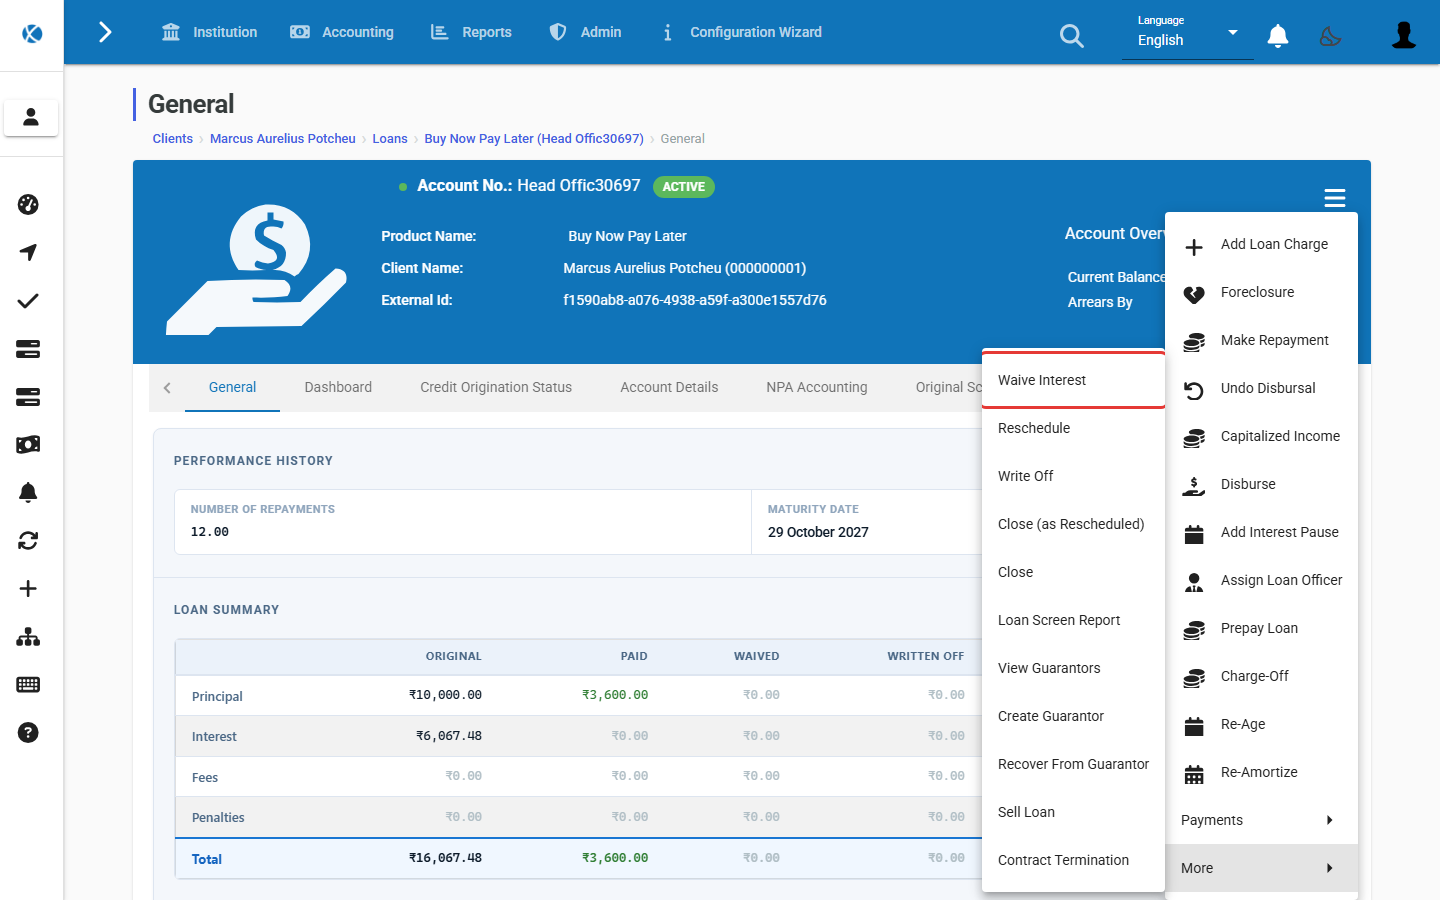 Institution
Accounting
Reports
Admin
Configuration Wizard
Language
English
General
Clients › Marcus Aurelius Potcheu › Loans › Buy Now Pay Later (Head Offic30697) › General
Account No.: Head Offic30697 ACTIVE
Product Name: Buy Now Pay Later
Client Name: Marcus Aurelius Potcheu (000000001)
External Id: f1590ab8-a076-4938-a59f-a300e1557d76
Account Over
Current Balance
Arrears By
General
Dashboard
Credit Origination Status
Account Details
NPA Accounting
Original Sc
PERFORMANCE HISTORY
NUMBER OF REPAYMENTS
12.00
MATURITY DATE
29 October 2027
LOAN SUMMARY
ORIGINAL PAID WAIVED WRITTEN OFF
Principal ₹10,000.00 ₹3,600.00 ₹0.00 ₹0.00
Interest ₹6,067.48 ₹0.00 ₹0.00 ₹0.00
Fees ₹0.00 ₹0.00 ₹0.00 ₹0.00
Penalties ₹0.00 ₹0.00 ₹0.00 ₹0.00
Total ₹16,067.48 ₹3,600.00 ₹0.00 ₹0.00
Waive Interest
Reschedule
Write Off
Close (as Rescheduled)
Close
Loan Screen Report
View Guarantors
Create Guarantor
Recover From Guarantor
Sell Loan
Contract Termination
Add Loan Charge
Foreclosure
Make Repayment
Undo Disbursal
Capitalized Income
Disburse
Add Interest Pause
Assign Loan Officer
Prepay Loan
Charge-Off
Re-Age
Re-Amortize
Payments
More